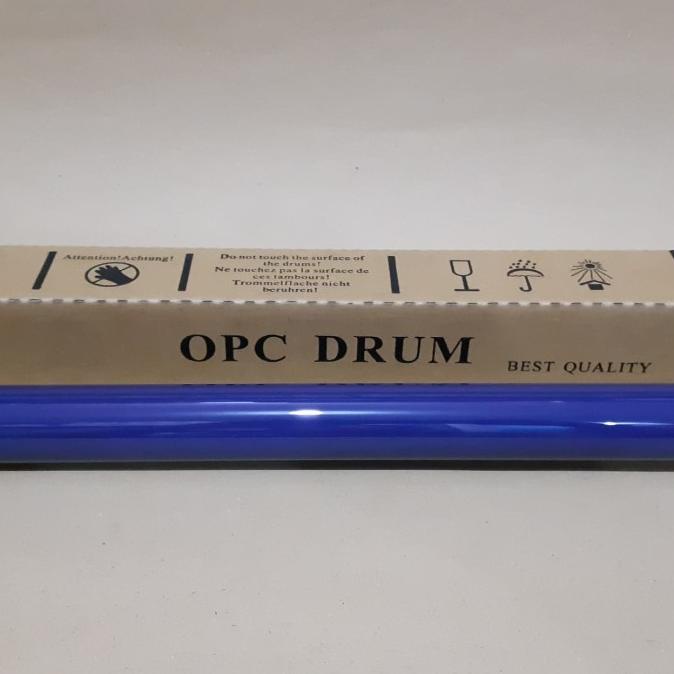 Attention!Achtung!
Do not touch the surface of
the drums!
Ne touchez pas la surface de
ces tambours!
Trommelflache nicht
beruhren!
OPC DRUM
BEST QUALITY